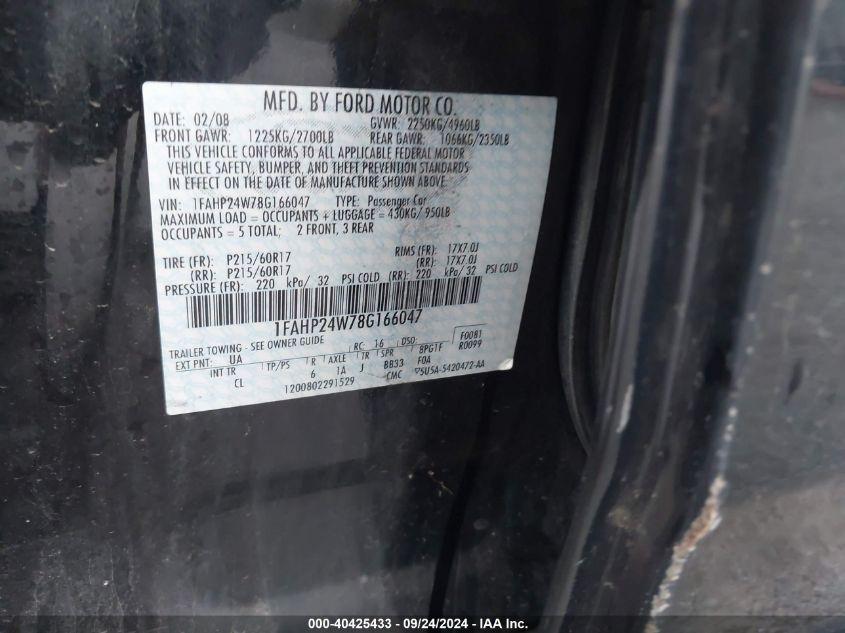 MFD. BY FORD MOTOR CO.
DATE: 02/08 GVWR: 2250KG/4960LB
FRONT GAWR: 1225KG/2700LB REAR GAWR: 1066KG/2350LB
THIS VEHICLE CONFORMS TO ALL APPLICABLE FEDERAL MOTOR
VEHICLE SAFETY, BUMPER, AND THEFT PREVENTION STANDARDS
IN EFFECT ON THE DATE OF MANUFACTURE SHOWN ABOVE.
VIN: 1FAHP24W78G166047 TYPE: Passenger Car
MAXIMUM LOAD = OCCUPANTS + LUGGAGE = 430KG/ 950LB
OCCUPANTS = 5 TOTAL; 2 FRONT, 3 REAR
TIRE (FR): P215/60R17 RIMS (FR): 17X7.0J
(RR): P215/60R17 (RR): 17X7.0J
PRESSURE (FR): 220 kPa/ 32 PSI COLD (RR): 220 kPa/ 32 PSI COLD
1FAHP24W78G166047
TRAILER TOWING - SEE OWNER GUIDE F0081
EXT PNT: UA RC: 16 DSO: R0099
INT TR TP/PS R AXLE TR SPR 8PGTF
CL 6 1A J BB33 F0A
1200802291529 CMC ▽5U5A-5420472-AA
000-40425433 - 09/24/2024 - IAA Inc.